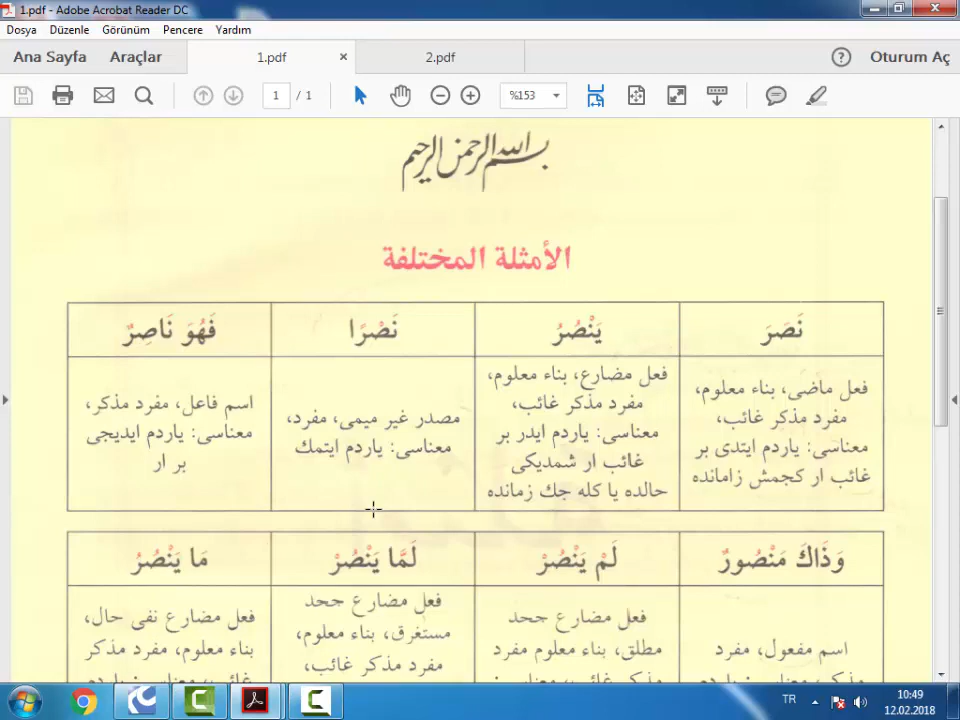 1.pdf - Adobe Acrobat Reader DC
Dosya Düzenle Görünüm Pencere Yardım
Ana Sayfa Araçlar 1.pdf 2.pdf Oturum Aç
1 / 1 %153
بسم الله الرحمن الرحيم
الأمثلة المختلفة
نَصَرَ
فعل ماضى، بناء معلوم،
مفرد مذكر غائب،
معناسى: ياردم ايتدى بر
غائب ار كجمش زامانده
يَنْصُرُ
فعل مضارع، بناء معلوم،
مفرد مذكر غائب،
معناسى: ياردم ايدر بر
غائب ار شمديكى
حالده يا كله جك زمانده
نَصْرًا
مصدر غير ميمى، مفرد،
معناسى: ياردم ايتمك
فَهُوَ نَاصِرٌ
اسم فاعل، مفرد مذكر،
معناسى: ياردم ايديجى
بر ار
وَذَاكَ مَنْصُورٌ
اسم مفعول، مفرد
لَمْ يَنْصُرْ
فعل مضارع جحد
مطلق، بناء معلوم مفرد
لَمَّا يَنْصُرْ
فعل مضارع جحد
مستغرق، بناء معلوم،
مفرد مذكر غائب،
مَا يَنْصُرُ
فعل مضارع نفى حال،
بناء معلوم، مفرد مذكر
TR 10:49
12.02.2018